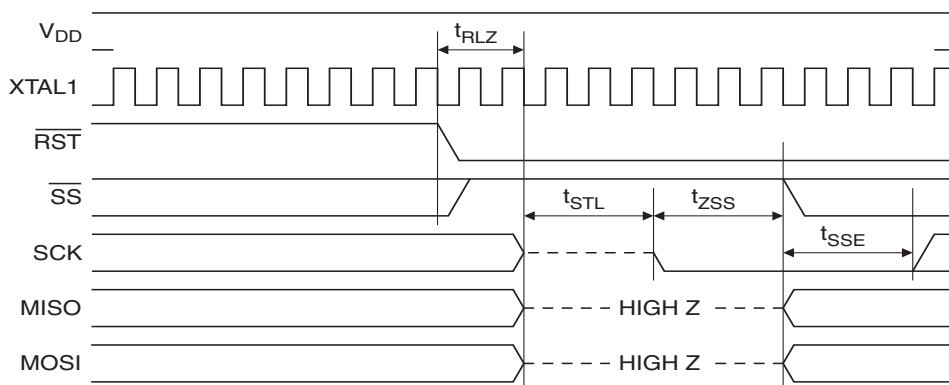 VDD
tRLZ
XTAL1
RST
SS
tSTL
tZSS
SCK
tSSE
MISO
HIGH Z
MOSI
HIGH Z